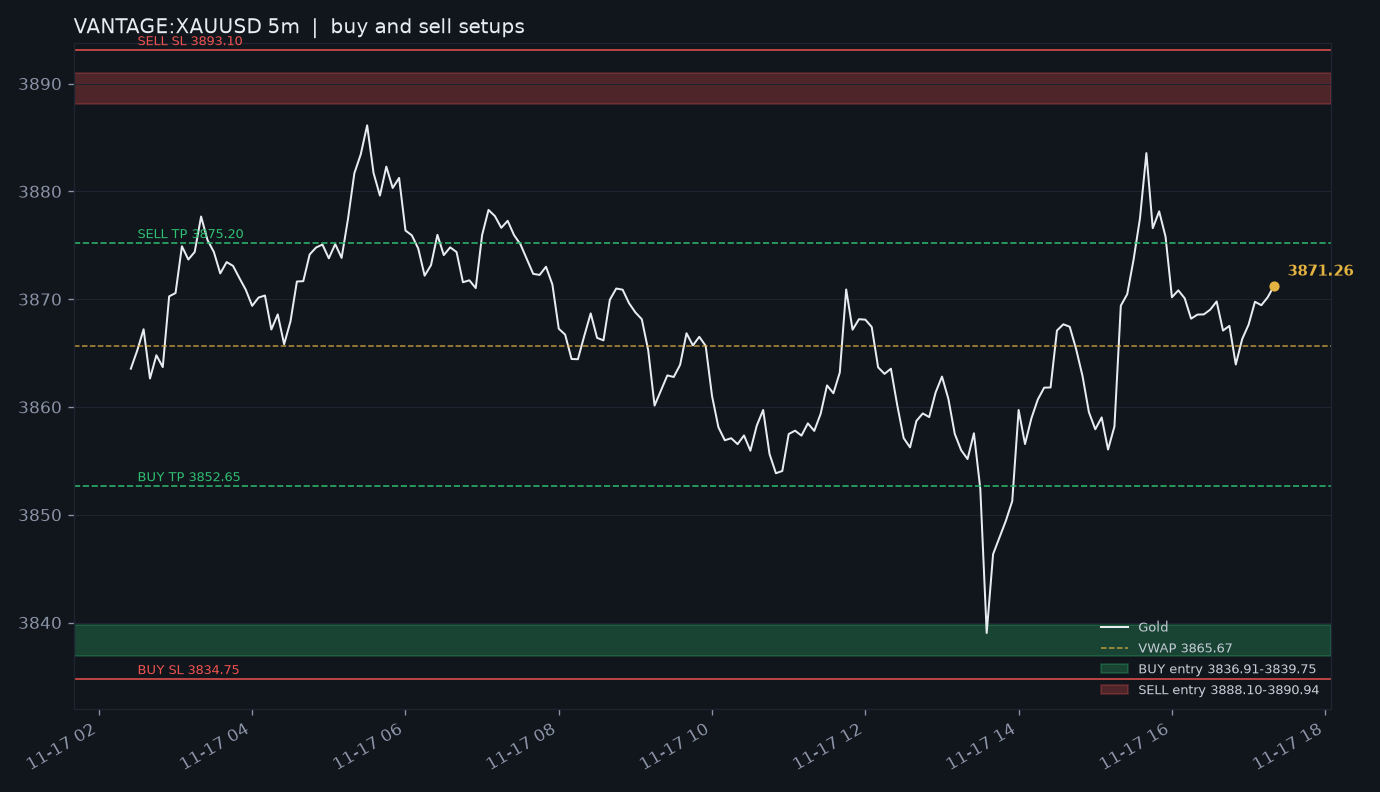 VANTAGE:XAUUSD 5m | buy and sell setups
SELL SL 3893.10
3890
3880
SELL TP 3875.20
3871.26
3870
3860
BUY TP 3852.65
3850
3840
Gold
VWAP 3865.67
BUY entry 3836.91-3839.75
SELL entry 3888.10-3890.94
BUY SL 3834.75
11-17 02
11-17 04
11-17 06
11-17 08
11-17 10
11-17 12
11-17 14
11-17 16
11-17 18